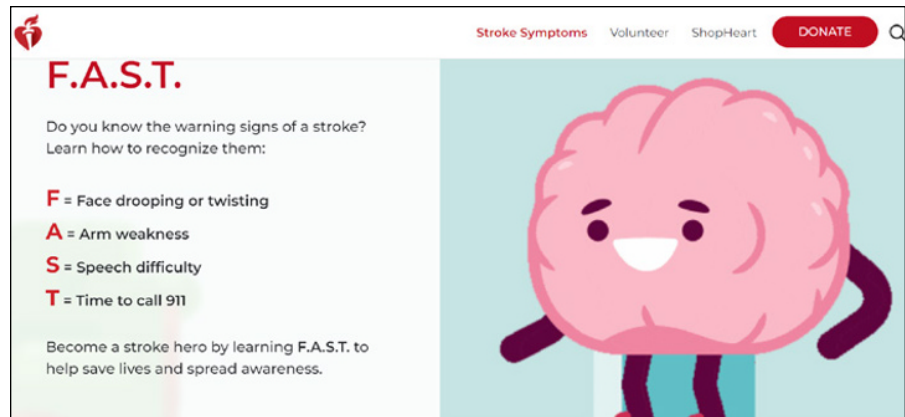 Stroke Symptoms Volunteer ShopHeart DONATE
F.A.S.T.
Do you know the warning signs of a stroke?
Learn how to recognize them:
F = Face drooping or twisting
A = Arm weakness
S = Speech difficulty
T = Time to call 911
Become a stroke hero by learning F.A.S.T. to
help save lives and spread awareness.